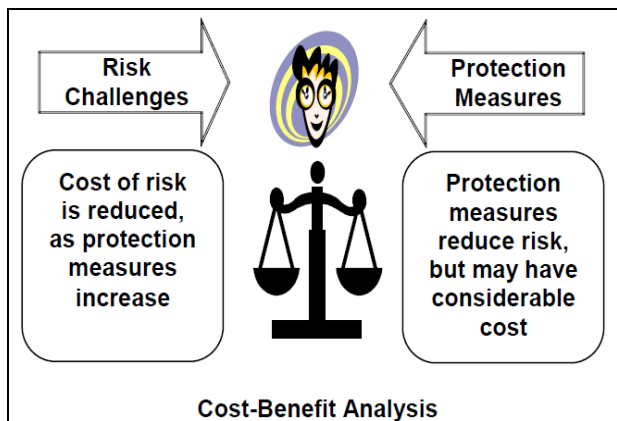 Risk
Challenges
Protection
Measures
Cost of risk
is reduced,
as protection
measures
increase
Protection
measures
reduce risk,
but may have
considerable
cost
Cost-Benefit Analysis